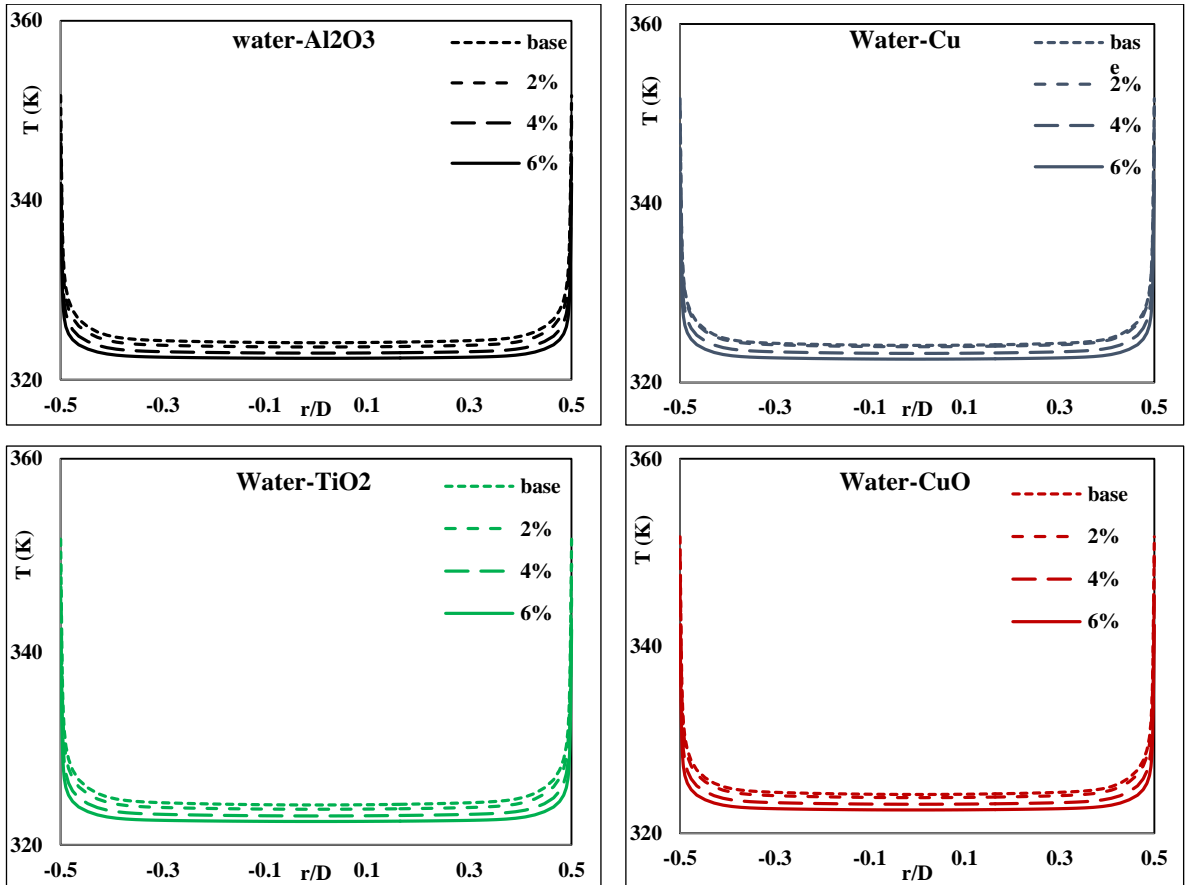 water-Al2O3
T (K)
360
340
320
base
2%
4%
6%
-0.5
-0.3
-0.1
0.1
0.3
0.5
r/D
Water-Cu
T (K)
360
340
320
bas
e
2%
4%
6%
-0.5
-0.3
-0.1
0.1
0.3
0.5
r/D
Water-TiO2
T (K)
360
340
320
base
2%
4%
6%
-0.5
-0.3
-0.1
0.1
0.3
0.5
r/D
Water-CuO
T (K)
360
340
320
base
2%
4%
6%
-0.5
-0.3
-0.1
0.1
0.3
0.5
r/D